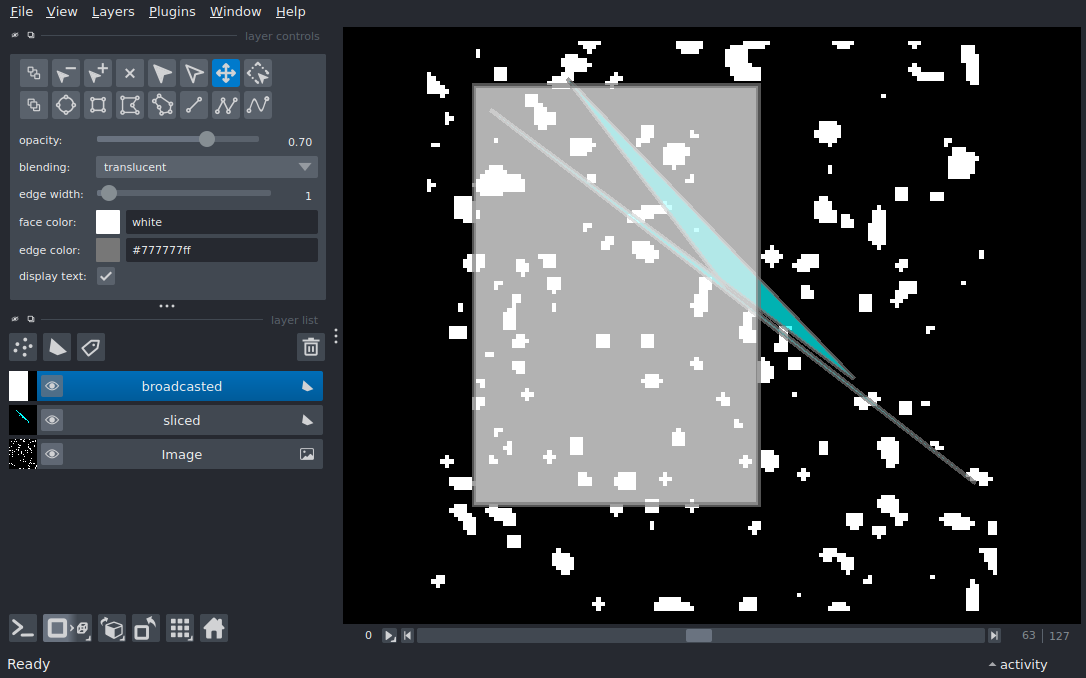 File View Layers Plugins Window Help
layer controls
opacity: 0.70
blending: translucent
edge width: 1
face color: white
edge color: #777777ff
display text:
layer list
broadcasted
sliced
Image
0 63 127
Ready activity